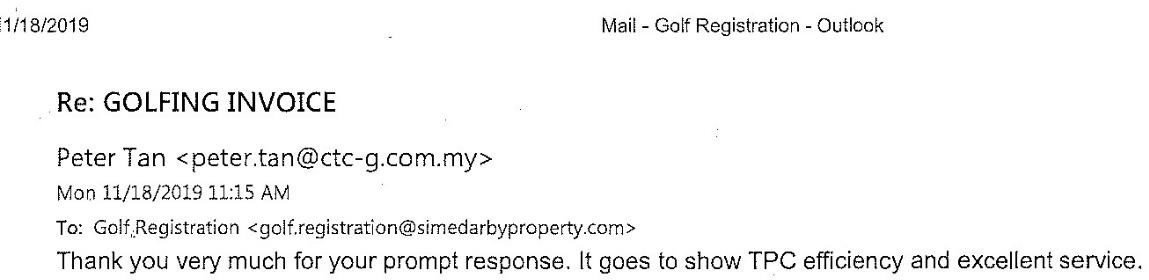 11/18/2019 Mail - Golf Registration - Outlook
Re: GOLFING INVOICE
Peter Tan <peter.tan@ctc-g.com.my>
Mon 11/18/2019 11:15 AM
To: Golf Registration <golf.registration@simedarbyproperty.com>
Thank you very much for your prompt response. It goes to show TPC efficiency and excellent service.